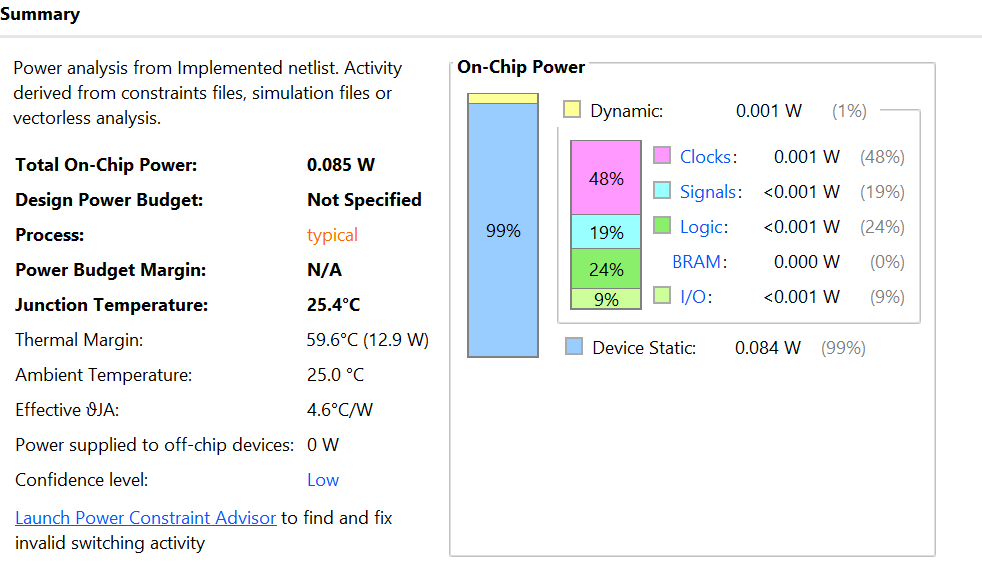 Summary
Power analysis from Implemented netlist. Activity
derived from constraints files, simulation files or
vectorless analysis.
Total On-Chip Power: 0.085 W
Design Power Budget: Not Specified
Process: typical
Power Budget Margin: N/A
Junction Temperature: 25.4°C
Thermal Margin: 59.6°C (12.9 W)
Ambient Temperature: 25.0 °C
Effective ϑJA: 4.6°C/W
Power supplied to off-chip devices: 0 W
Confidence level: Low
Launch Power Constraint Advisor to find and fix
invalid switching activity
On-Chip Power
99%
Dynamic: 0.001 W (1%)
48%
19%
24%
9%
Clocks: 0.001 W (48%)
Signals: <0.001 W (19%)
Logic: <0.001 W (24%)
BRAM: 0.000 W (0%)
I/O: <0.001 W (9%)
Device Static: 0.084 W (99%)